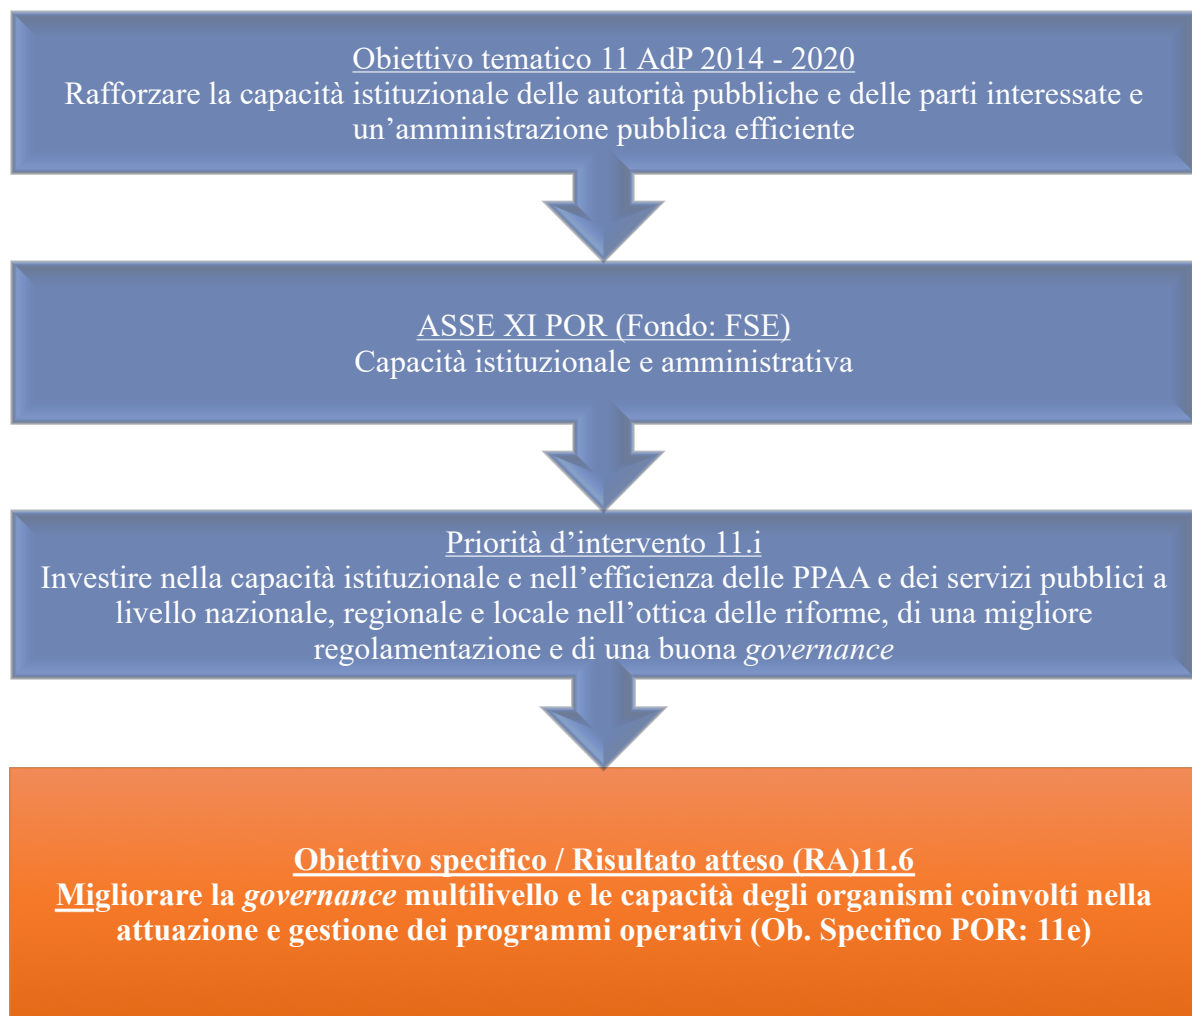 Obiettivo tematico 11 AdP 2014 - 2020
Rafforzare la capacità istituzionale delle autorità pubbliche e delle parti interessate e
un’amministrazione pubblica efficiente
ASSE XI POR (Fondo: FSE)
Capacità istituzionale e amministrativa
Priorità d’intervento 11.i
Investire nella capacità istituzionale e nell’efficienza delle PPAA e dei servizi pubblici a
livello nazionale, regionale e locale nell’ottica delle riforme, di una migliore
regolamentazione e di una buona governance
Obiettivo specifico / Risultato atteso (RA)11.6
Migliorare la governance multilivello e le capacità degli organismi coinvolti nella
attuazione e gestione dei programmi operativi (Ob. Specifico POR: 11e)